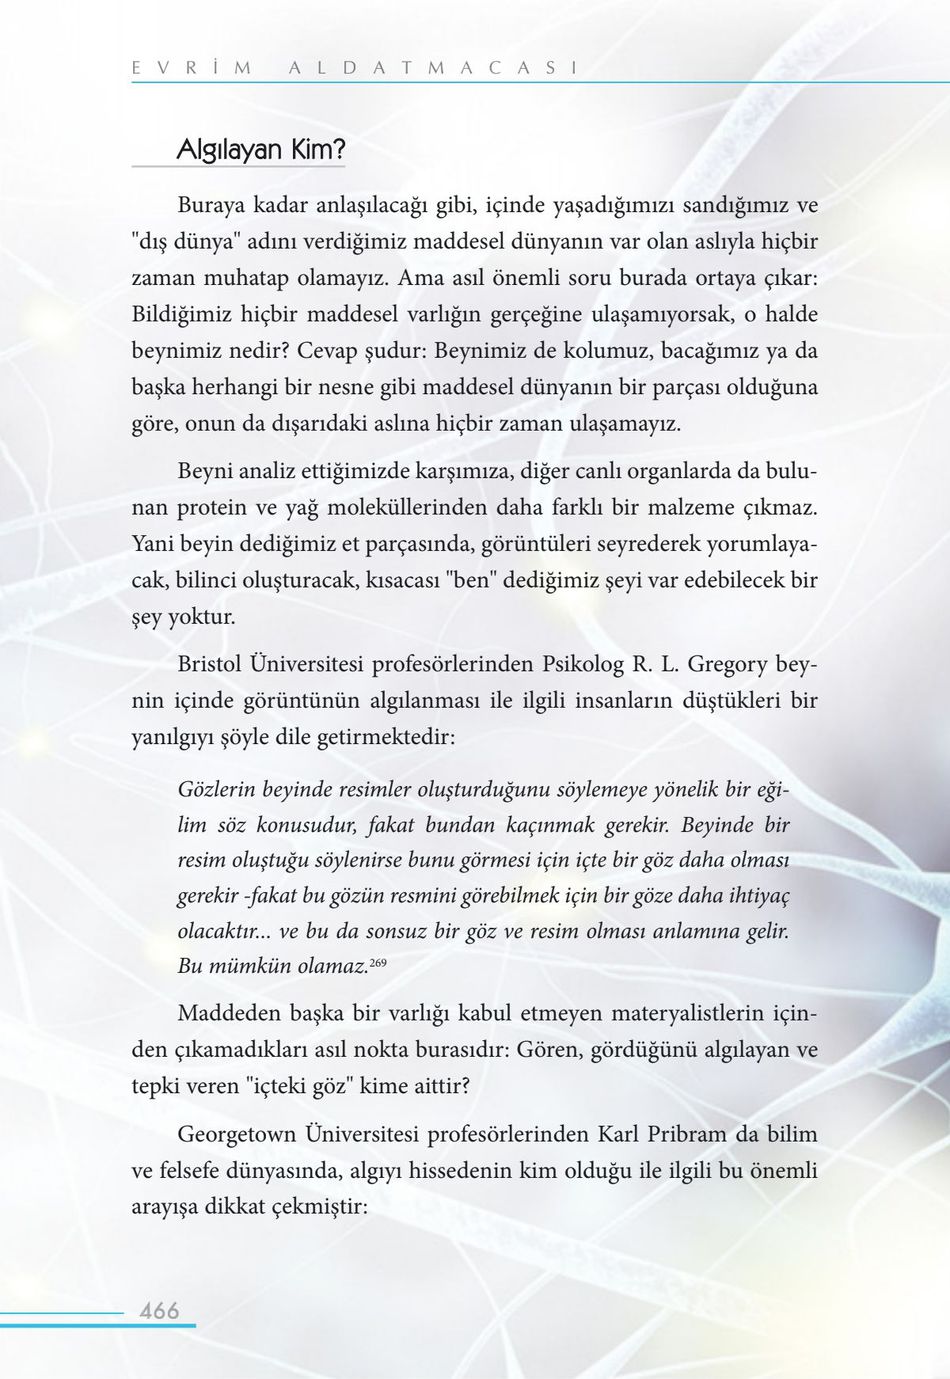 EVRİM ALDATMACASI
Algılayan Kim?
Buraya kadar anlaşılacağı gibi, içinde yaşadığımızı sandığımız ve
"dış dünya" adını verdiğimiz maddesel dünyanın var olan aslıyla hiçbir
zaman muhatap olamayız. Ama asıl önemli soru burada ortaya çıkar:
Bildiğimiz hiçbir maddesel varlığın gerçeğine ulaşamıyorsak, o halde
beynimiz nedir? Cevap şudur: Beynimiz de kolumuz, bacağımız ya da
başka herhangi bir nesne gibi maddesel dünyanın bir parçası olduğuna
göre, onun da dışarıdaki aslına hiçbir zaman ulaşamayız.
Beyni analiz ettiğimizde karşımıza, diğer canlı organlarda da bulu-
nan protein ve yağ moleküllerinden daha farklı bir malzeme çıkmaz.
Yani beyin dediğimiz et parçasında, görüntüleri seyrederek yorumlaya-
cak, bilinci oluşturacak, kısacası "ben" dediğimiz şeyi var edebilecek bir
şey yoktur.
Bristol Üniversitesi profesörlerinden Psikolog R. L. Gregory bey-
nin içinde görüntünün algılanması ile ilgili insanların düştükleri bir
yanılgıyı şöyle dile getirmektedir:
Gözlerin beyinde resimler oluşturduğunu söylemeye yönelik bir eği-
lim söz konusudur, fakat bundan kaçınmak gerekir. Beyinde bir
resim oluştuğu söylenirse bunu görmesi için içte bir göz daha olması
gerekir -fakat bu gözün resmini görebilmek için bir göze daha ihtiyaç
olacaktır... ve bu da sonsuz bir göz ve resim olması anlamına gelir.
Bu mümkün olamaz.269
Maddeden başka bir varlığı kabul etmeyen materyalistlerin için-
den çıkamadıkları asıl nokta burasıdır: Gören, gördüğünü algılayan ve
tepki veren "içteki göz" kime aittir?
Georgetown Üniversitesi profesörlerinden Karl Pribram da bilim
ve felsefe dünyasında, algıyı hissedenin kim olduğu ile ilgili bu önemli
arayışa dikkat çekmiştir:
466